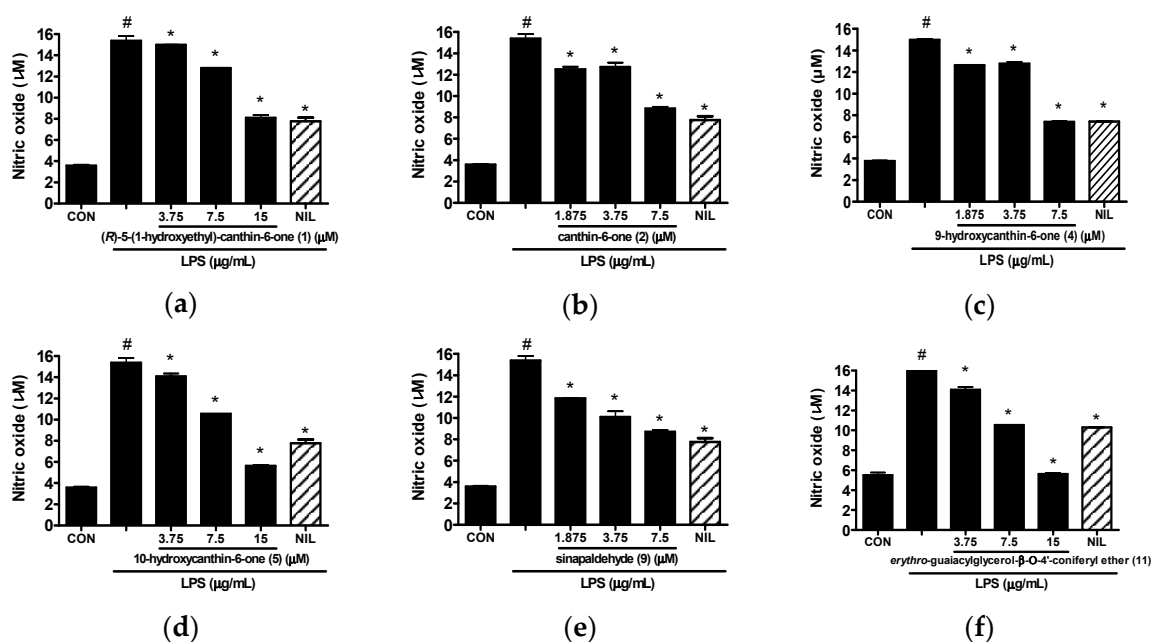 Nitric oxide (ιM)
16
14
12
10
8
6
4
2
0
#
*
*
*
*
CON
3.75 7.5 15 NIL
(R)-5-(1-hydroxyethyl)-canthin-6-one (1) (μM)
LPS (μg/mL)
(a)
Nitric oxide (ιM)
16
14
12
10
8
6
4
2
0
#
*
*
*
*
CON
1.875 3.75 7.5 NIL
canthin-6-one (2) (μM)
LPS (μg/mL)
(b)
Nitric oxide (μM)
16
14
12
10
8
6
4
2
0
#
*
*
*
*
CON
1.875 3.75 7.5 NIL
9-hydroxycanthin-6-one (4) (μM)
LPS (μg/mL)
(c)
Nitric oxide (ιM)
16
14
12
10
8
6
4
2
0
#
*
*
*
*
CON
3.75 7.5 15 NIL
10-hydroxycanthin-6-one (5) (μM)
LPS (μg/mL)
(d)
Nitric oxide (ιM)
16
14
12
10
8
6
4
2
0
#
*
*
*
*
CON
1.875 3.75 7.5 NIL
sinapaldehyde (9) (μM)
LPS (μg/mL)
(e)
Nitric oxide (ιM)
16
14
12
10
8
6
4
2
0
#
*
*
*
*
CON
3.75 7.5 15 NIL
erythro-guaiacylglycerol-β-O-4'-coniferyl ether (11)
LPS (μg/mL)
(f)